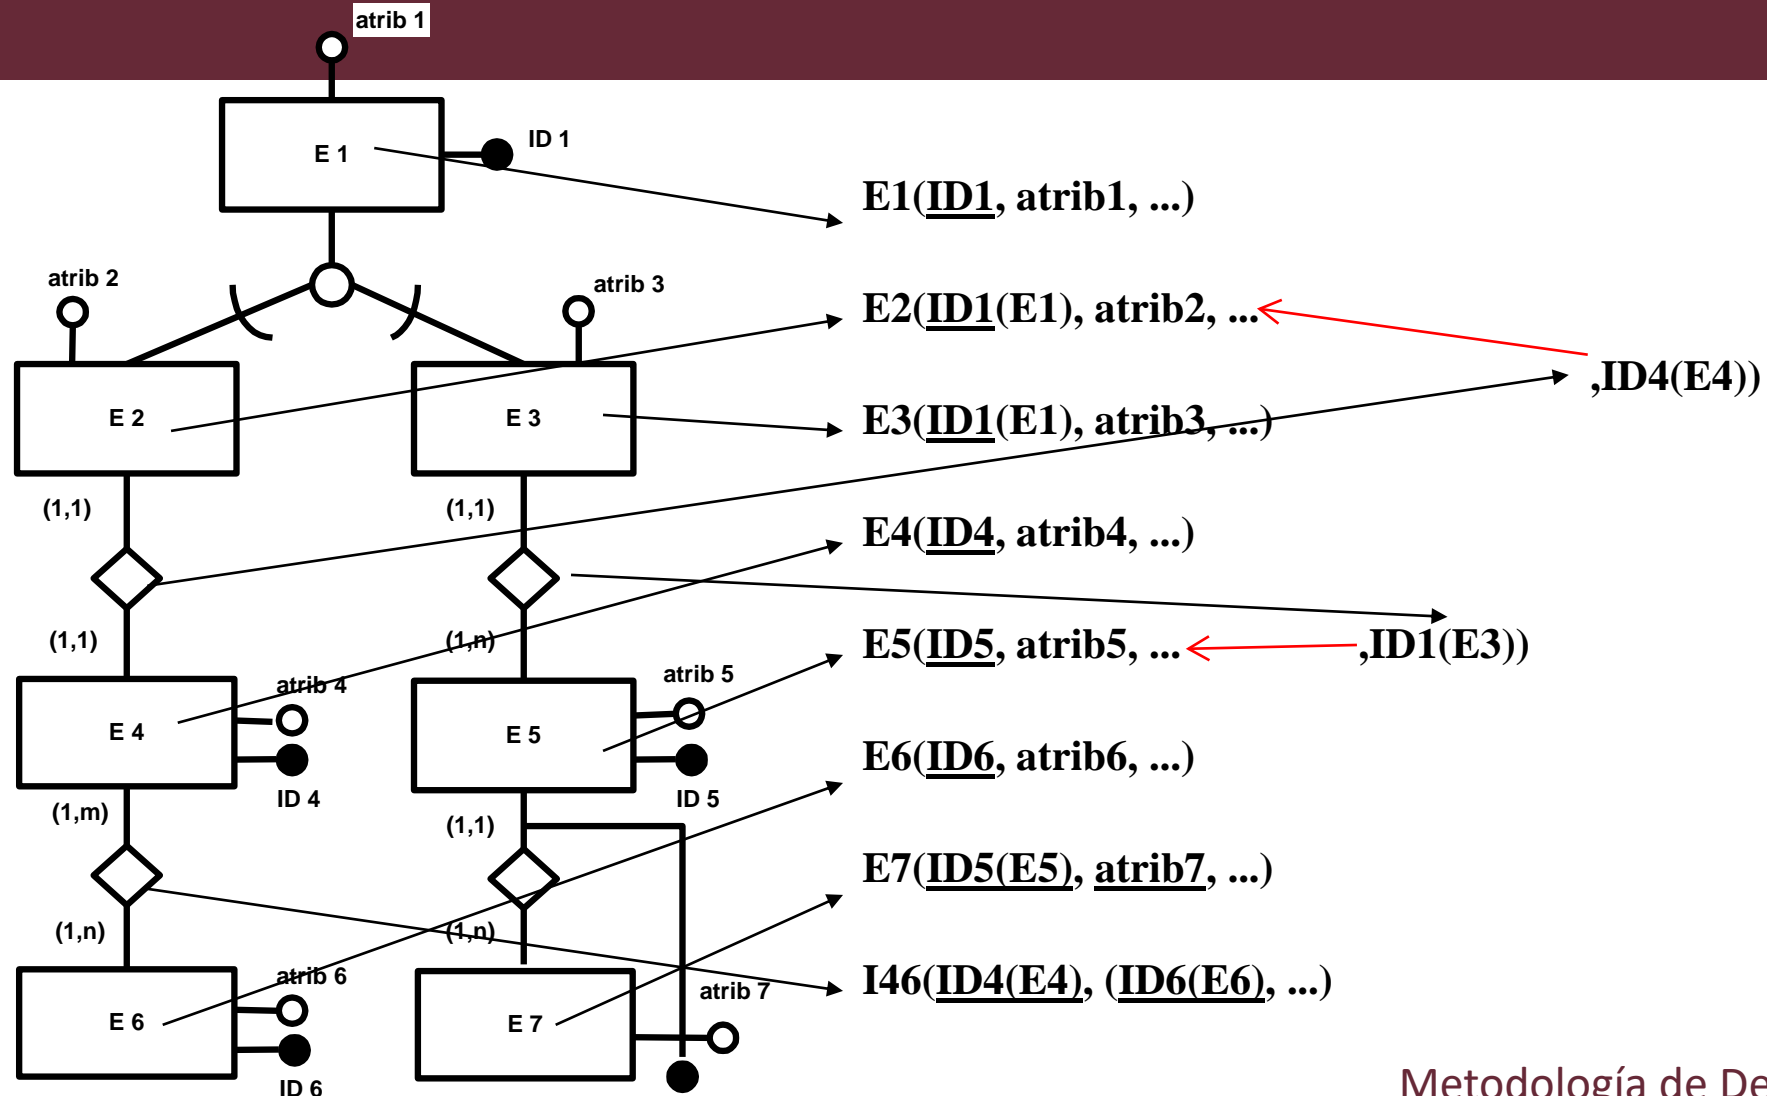 atrib 1
E 1
ID 1
E1(ID1, atrib1, ...)
atrib 2
atrib 3
E2(ID1(E1), atrib2, ...
,ID4(E4))
E 2
E 3
E3(ID1(E1), atrib3, ...)
(1,1)
(1,1)
E4(ID4, atrib4, ...)
(1,1)
(1,n)
E5(ID5, atrib5, ...
,ID1(E3))
atrib 4
atrib 5
E 4
E 5
E6(ID6, atrib6, ...)
ID 4
ID 5
(1,m)
(1,1)
E7(ID5(E5), atrib7, ...)
(1,n)
(1,n)
atrib 6
atrib 7
I46(ID4(E4), (ID6(E6), ...)
E 6
E 7
ID 6
Metodología de De